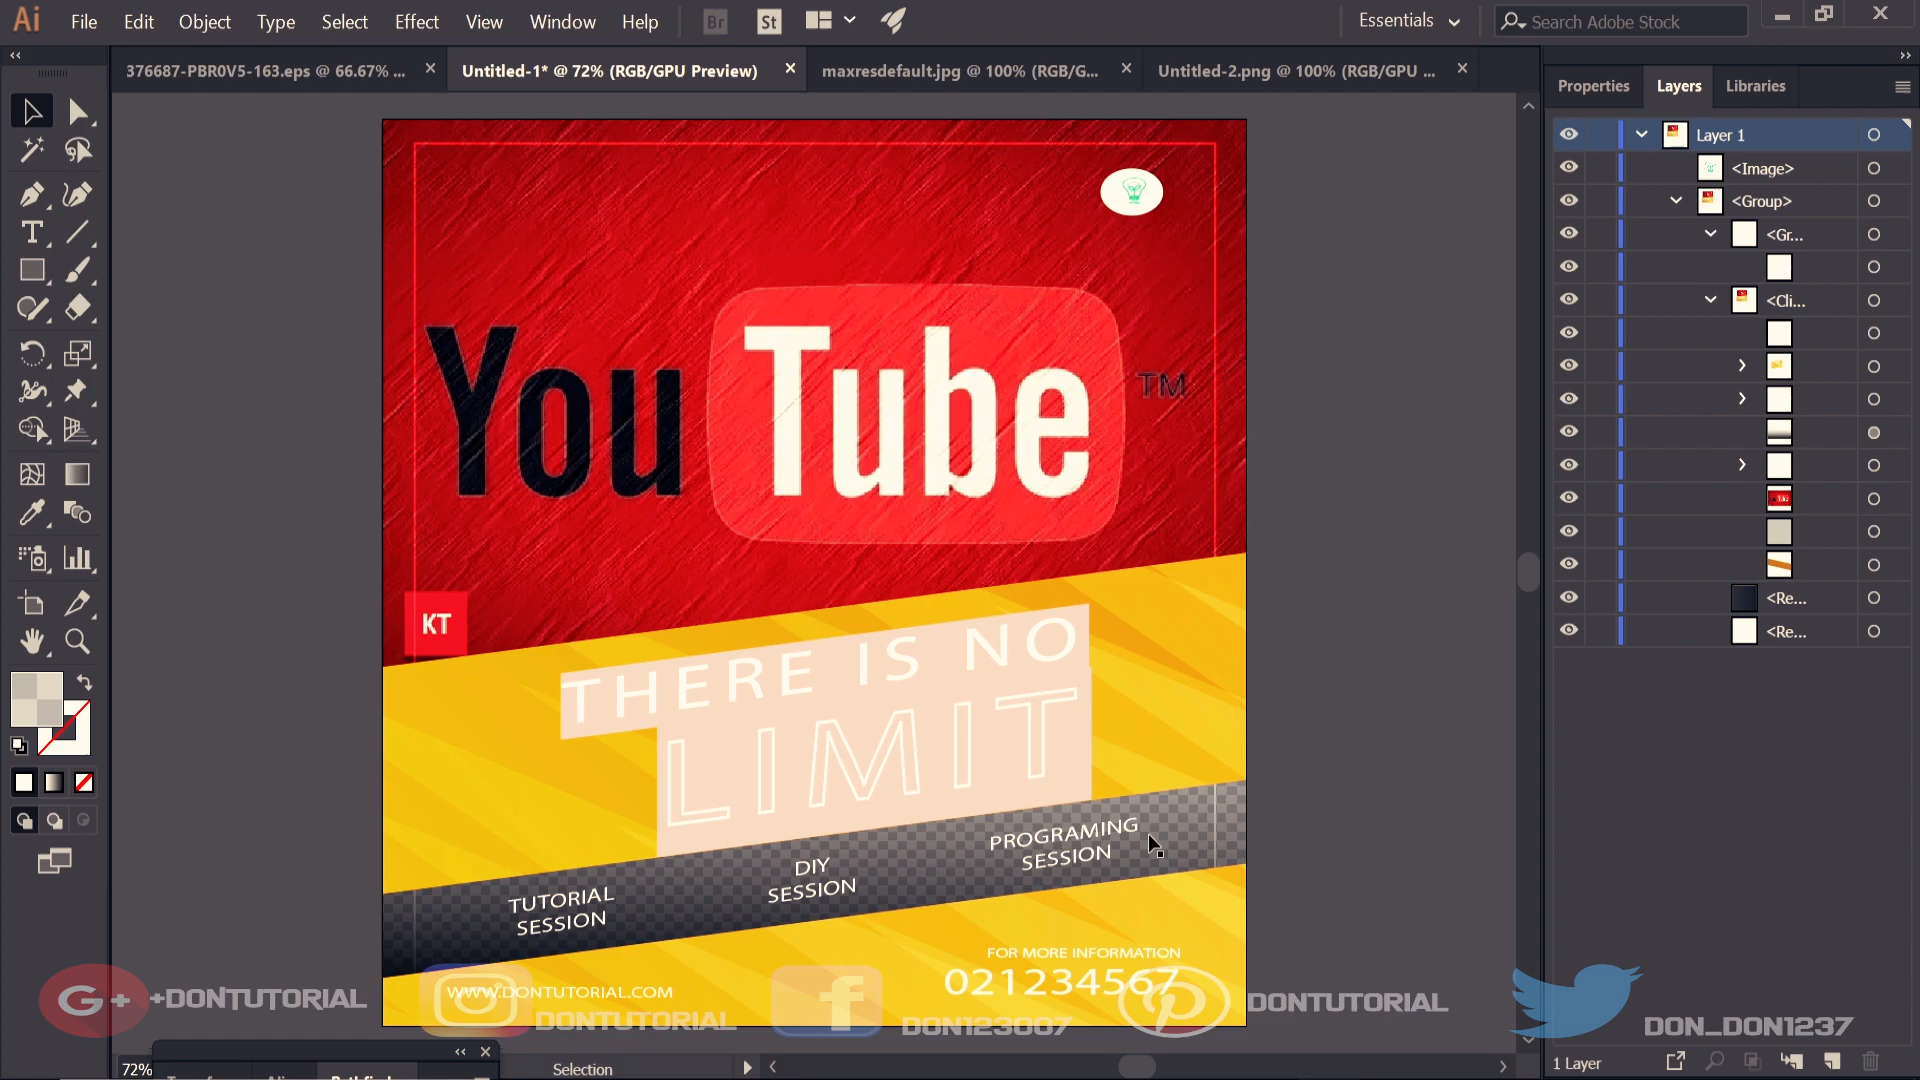 Ai File Edit Object Type Select Effect View Window Help Br St Essentials Search Adobe Stock
376687-PBR0V5-163.eps @ 66.67% ... Untitled-1* @ 72% (RGB/GPU Preview) maxresdefault.jpg @ 100% (RGB/G... Untitled-2.png @ 100% (RGB/GPU ...
Properties Layers Libraries
Layer 1
<Image>
<Group>
<Gr...
<Cli...
<Re...
<Re...
You Tube TM
KT
THERE IS NO
LIMIT
PROGRAMING
SESSION
DIY
SESSION
TUTORIAL
SESSION
FOR MORE INFORMATION
021234567
WWW.DONTUTORIAL.COM
G+ +DONTUTORIAL
DONTUTORIAL
DON123007
DONTUTORIAL
DON_DON1237
72% Selection
1 Layer